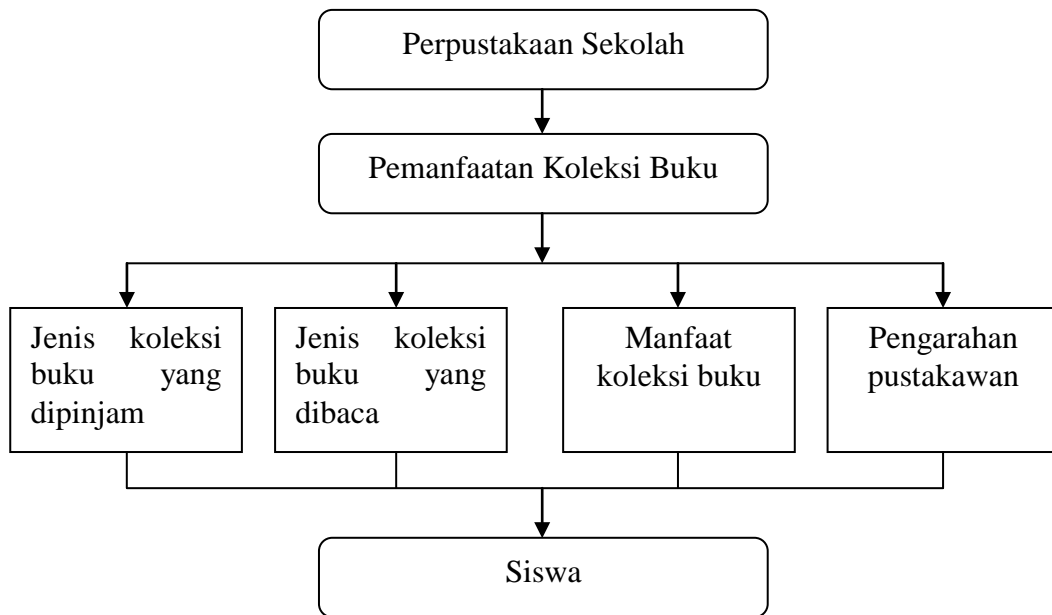 Perpustakaan Sekolah
Pemanfaatan Koleksi Buku
Jenis koleksi
buku yang
dipinjam
Jenis koleksi
buku yang
dibaca
Manfaat
koleksi buku
Pengarahan
pustakawan
Siswa